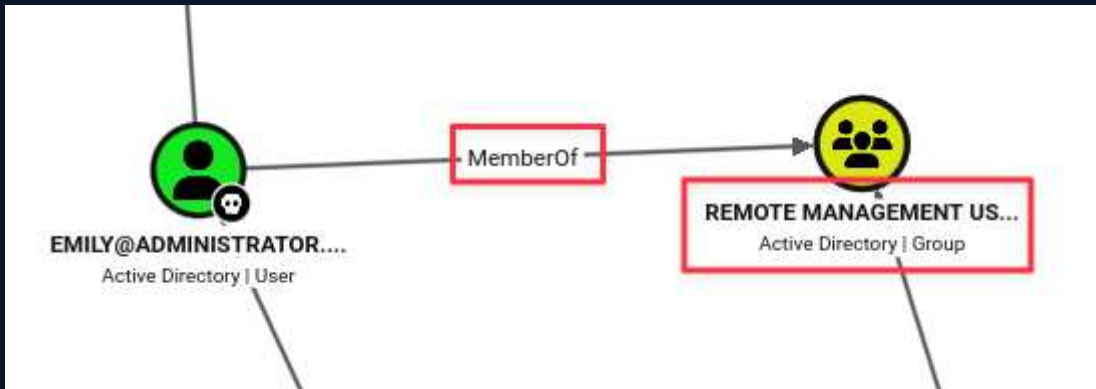 MemberOf
EMILY@ADMINISTRATOR....
Active Directory | User
REMOTE MANAGEMENT US...
Active Directory | Group